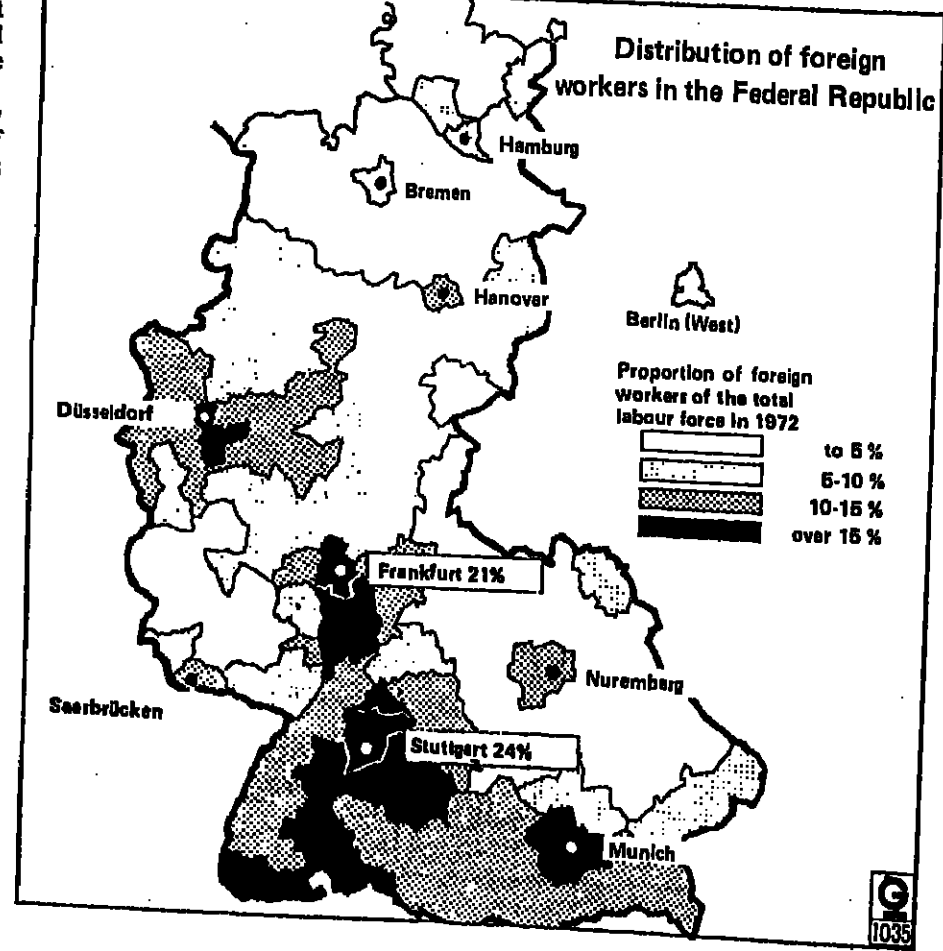 Distribution of foreign
workers in the Federal Republic
Hamburg
Bremen
Hanover
Berlin (West)
Proportion of foreign
workers of the total
labour force in 1972
to 5 %
5-10 %
10-15 %
over 15 %
Düsseldorf
Frankfurt 21%
Nuremberg
Saarbrücken
Stuttgart 24%
Munich
G
1035